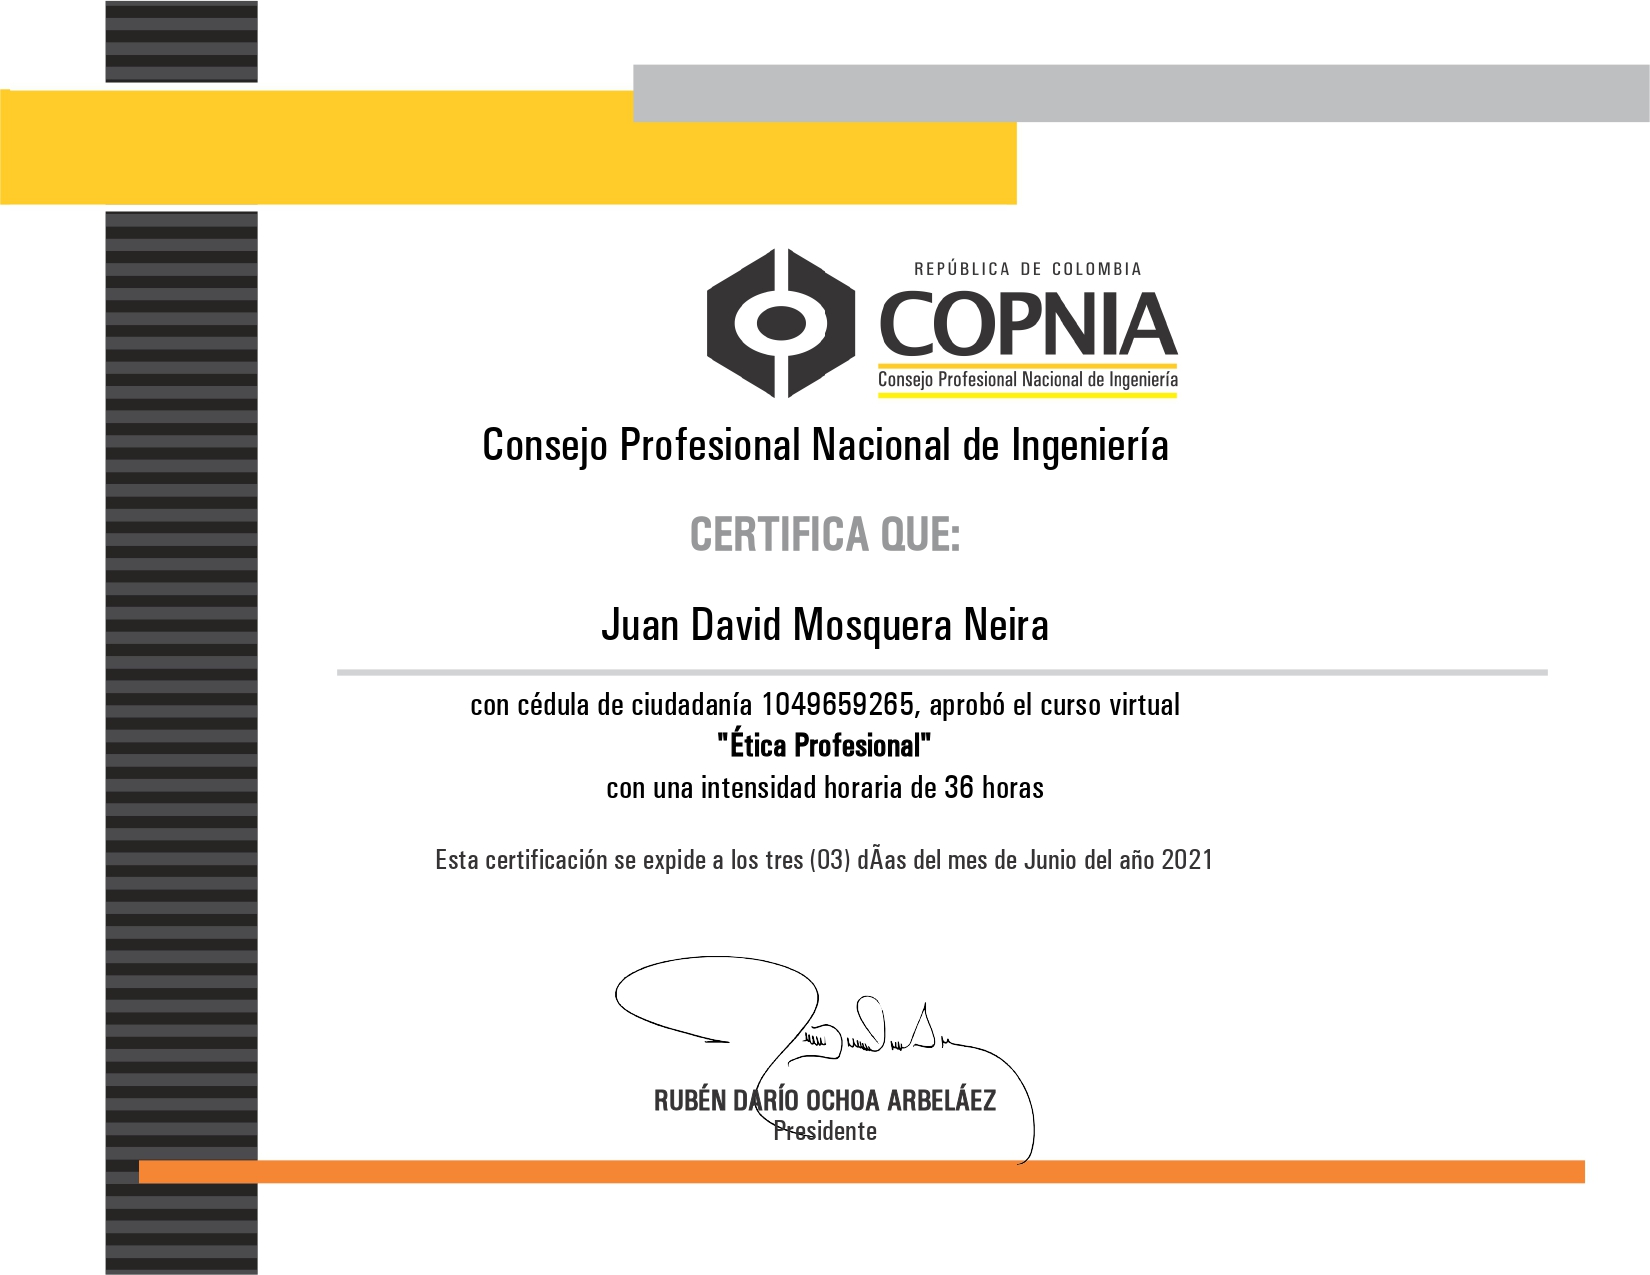 REPÚBLICA DE COLOMBIA
COPNIA
Consejo Profesional Nacional de Ingeniería
Consejo Profesional Nacional de Ingeniería
CERTIFICA QUE:
Juan David Mosquera Neira
con cédula de ciudadanía 1049659265, aprobó el curso virtual
"Ética Profesional"
con una intensidad horaria de 36 horas
Esta certificación se expide a los tres (03) dÃas del mes de Junio del año 2021
RUBÉN DARÍO OCHOA ARBELÁEZ
Presidente